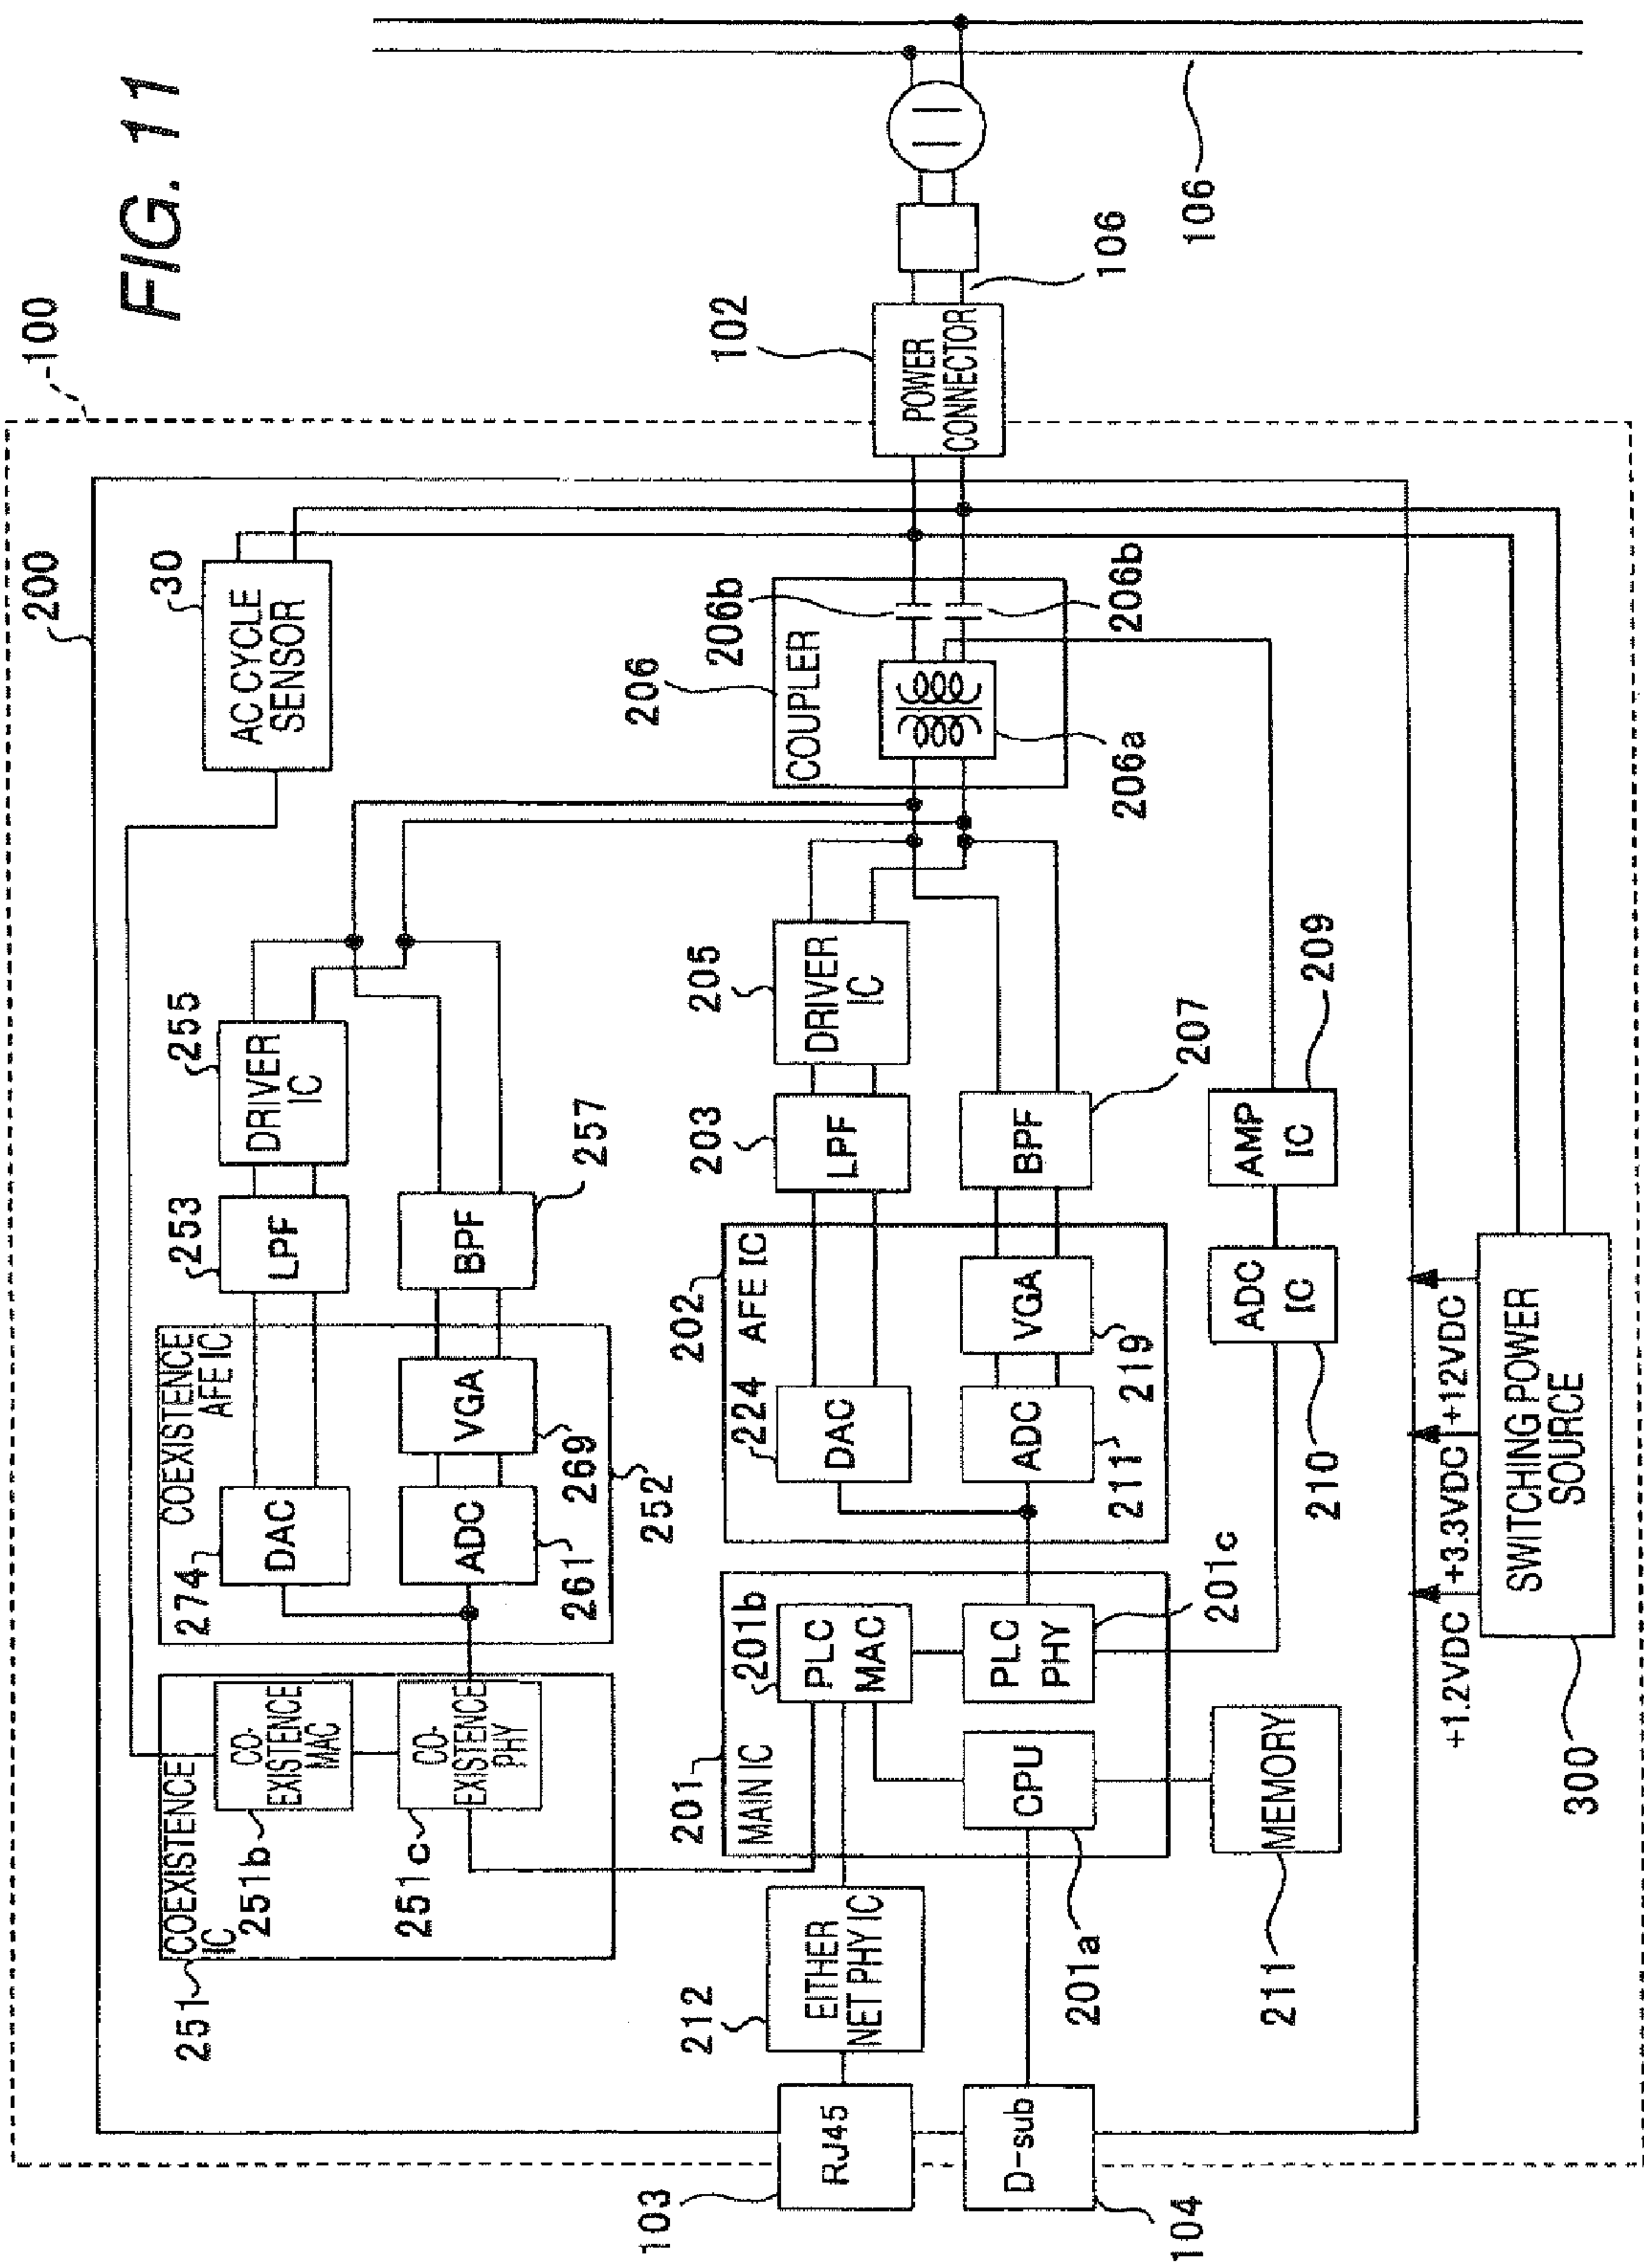 FIG. 11
100
200
30
AC CYCLE
SENSOR
102
POWER
CONNECTOR
106
106
206
COUPLER
206b
206b
206a
255
DRIVER
IC
253
LPF
257
BPF
COEXISTENCE
AFE IC
274
DAC
VGA
269
ADC
261
252
205
DRIVER
IC
203
LPF
207
BPF
209
AMP
IC
202
AFE IC
224
DAC
VGA
219
ADC
211
ADC
IC
210
251
COEXISTENCE
IC
CO-
EXISTENCE
MAC
251b
CO-
EXISTENCE
PHY
251c
201
MAIN IC
201b
PLC
MAC
PLC
PHY
201c
CPU
201a
MEMORY
211
212
EITHER
NET PHY IC
103
RJ45
D-sub
104
+1.2VDC
+3.3VDC
+12VDC
SWITCHING POWER
SOURCE
300